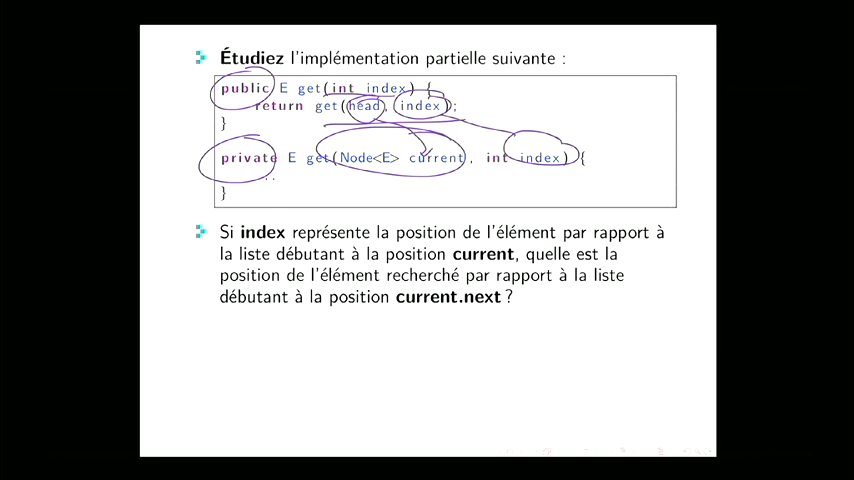 Étudiez l'implémentation partielle suivante :
public E get(int index) {
return get(head, index);
}
private E get(Node<E> current, int index) {
..
}
Si index représente la position de l'élément par rapport à
la liste débutant à la position current, quelle est la
position de l'élément recherché par rapport à la liste
débutant à la position current.next ?